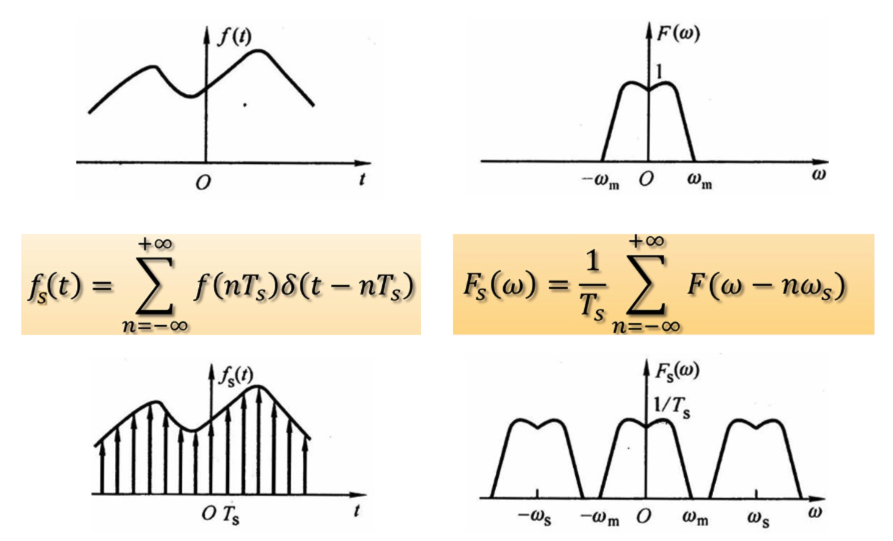 f(t)
O
t
F(ω)
1
−ωₘ O ωₘ ω
fₛ(t) = ∑_{n=−∞}^{+∞} f(nTₛ)δ(t − nTₛ)
Fₛ(ω) = \frac{1}{Tₛ} ∑_{n=−∞}^{+∞} F(ω − nωₛ)
fₛ(t)
O Tₛ t
Fₛ(ω)
1/Tₛ
−ωₛ −ωₘ O ωₘ ωₛ ω